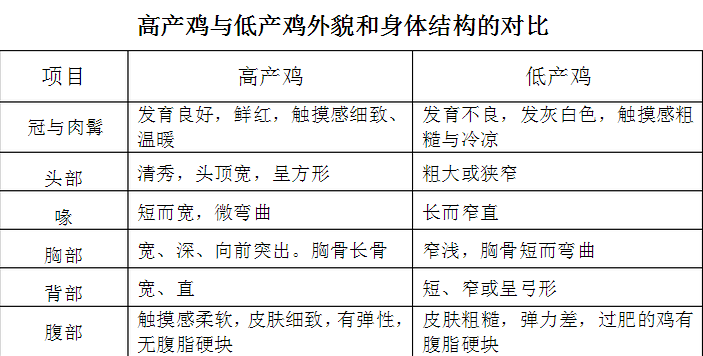 高产鸡与低产鸡外貌和身体结构的对比
项目 高产鸡 低产鸡
冠与肉髯 发育良好，鲜红，触摸感细致、温暖 发育不良，发灰白色，触摸感粗糙与冷凉
头部 清秀，头顶宽，呈方形 粗大或狭窄
喙 短而宽，微弯曲 长而窄直
胸部 宽、深、向前突出。胸骨长骨 窄浅，胸骨短而弯曲
背部 宽、直 短、窄或呈弓形
腹部 触摸感柔软，皮肤细致，有弹性，无腹脂硬块 皮肤粗糙，弹力差，过肥的鸡有腹脂硬块